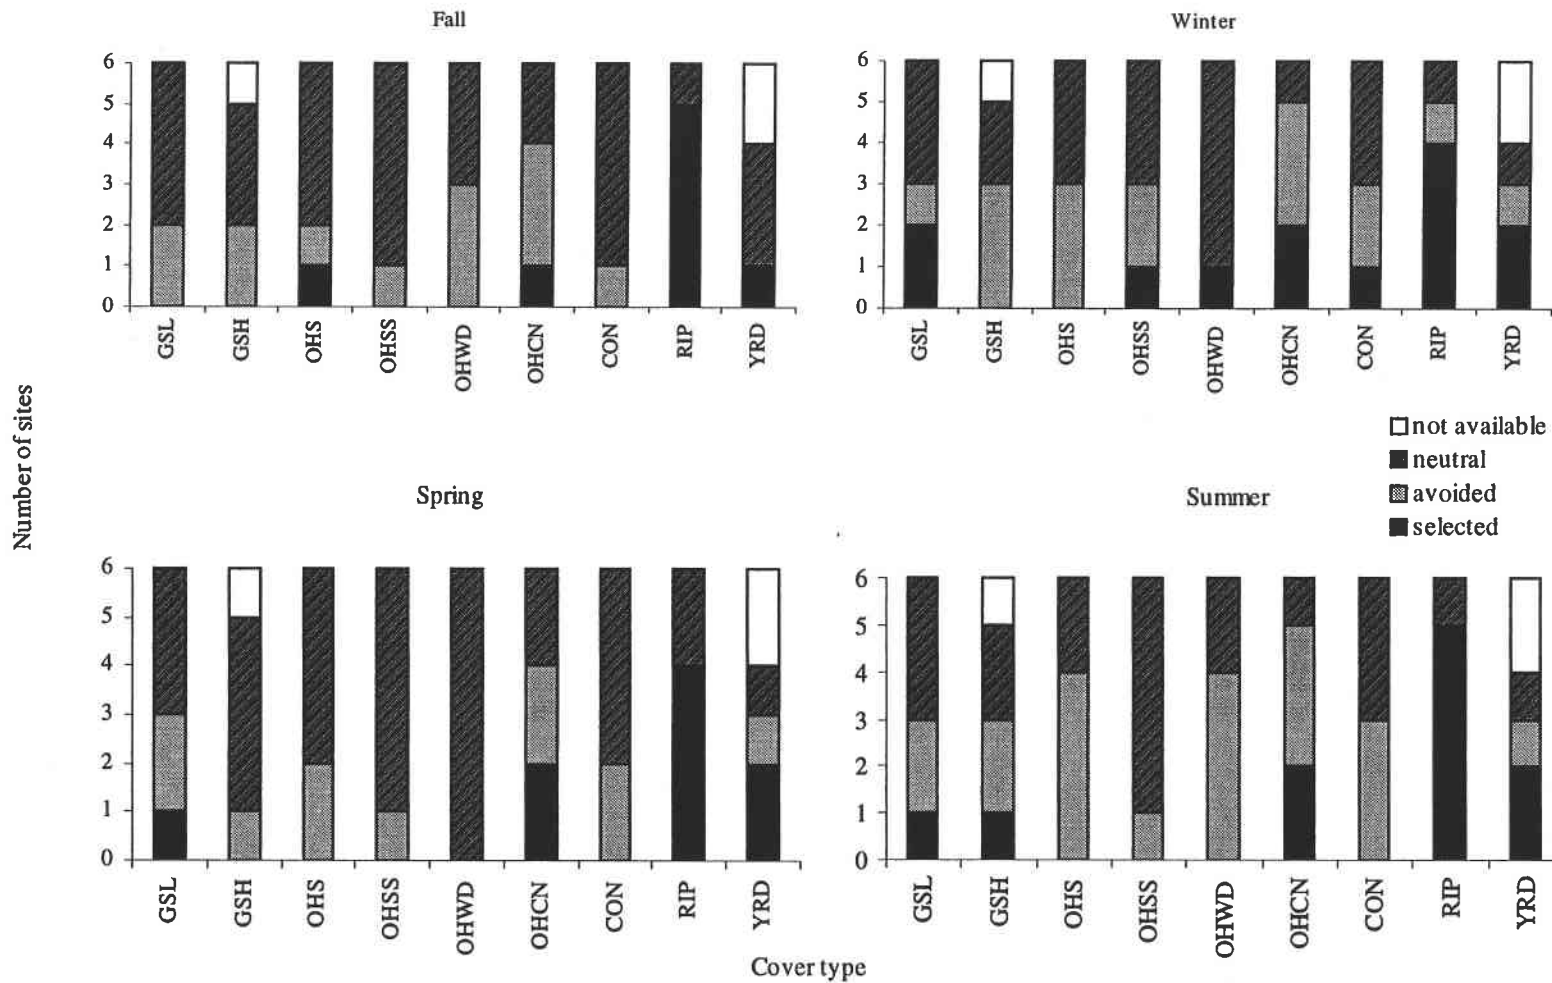 Fall
6
5
4
3
2
1
0
GSL
GSH
OHS
OHSS
OHWD
OHCN
CON
RIP
YRD
Winter
6
5
4
3
2
1
0
GSL
GSH
OHS
OHSS
OHWD
OHCN
CON
RIP
YRD
Number of sites
not available
neutral
avoided
selected
Spring
6
5
4
3
2
1
0
GSL
GSH
OHS
OHSS
OHWD
OHCN
CON
RIP
YRD
Summer
6
5
4
3
2
1
0
GSL
GSH
OHS
OHSS
OHWD
OHCN
CON
RIP
YRD
Cover type